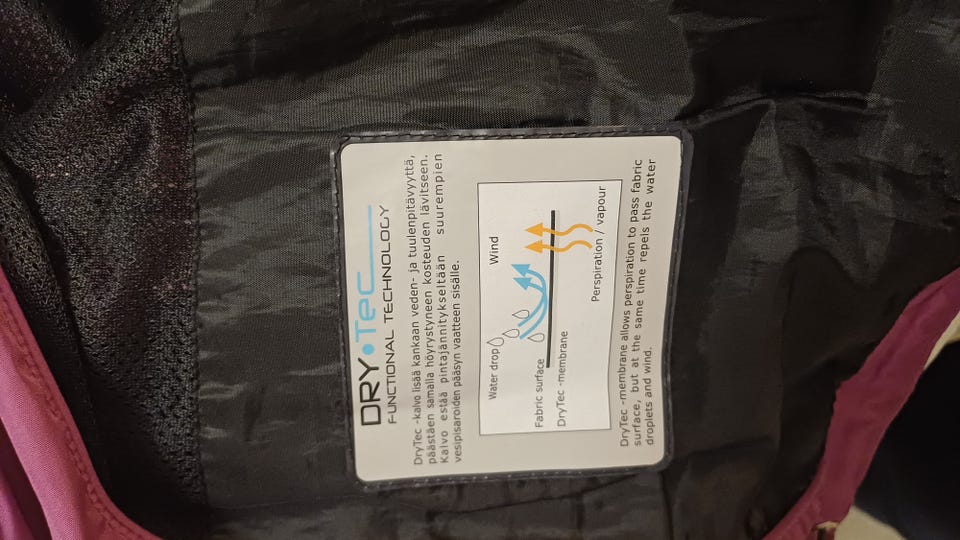 DRY•TeC
FUNCTIONAL TECHNOLOGY
DryTec -kalvo lisää kankaan veden- ja tuulenpitävyyttä,
päästäen samalla höyrystyneen kosteuden lävitseen.
Kalvo estää pintajännitykseltään suurempien
vesipisaroiden pääsyn vaatteen sisälle.
Water drop
Wind
Fabric surface
DryTec -membrane
Perspiration / vapour
DryTec -membrane allows perspiration to pass fabric
surface, but at the same time repels the water
droplets and wind.